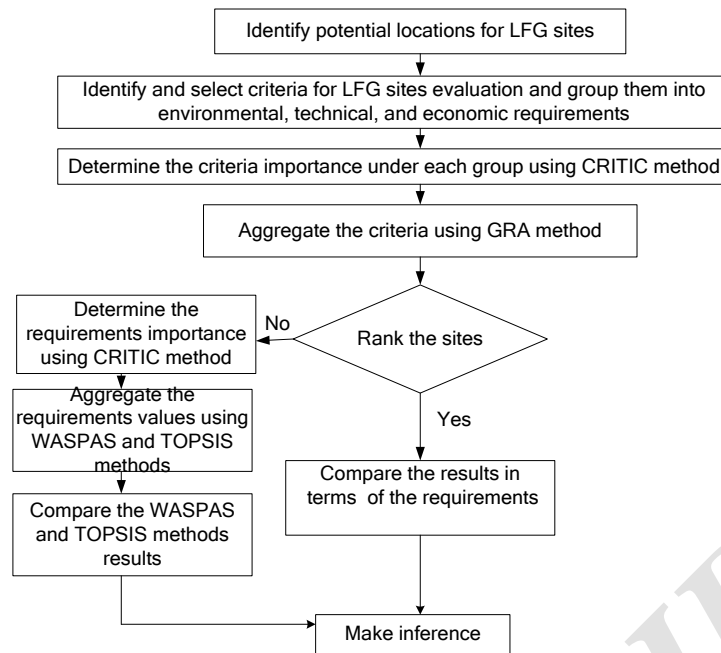 Identify potential locations for LFG sites
Identify and select criteria for LFG sites evaluation and group them into
environmental, technical, and economic requirements
Determine the criteria importance under each group using CRITIC method
Aggregate the criteria using GRA method
Rank the sites
No
Yes
Determine the
requirements importance
using CRITIC method
Aggregate the
requirements values using
WASPAS and TOPSIS
methods
Compare the WASPAS
and TOPSIS methods
results
Compare the results in
terms of the requirements
Make inference